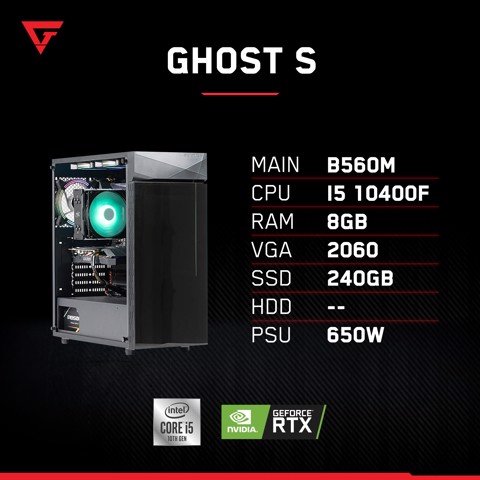 GHOST S
MAIN B560M
CPU I5 10400F
RAM 8GB
VGA 2060
SSD 240GB
HDD --
PSU 650W
intel
CORE i5
10TH GEN
NVIDIA.
GEFORCE
RTX